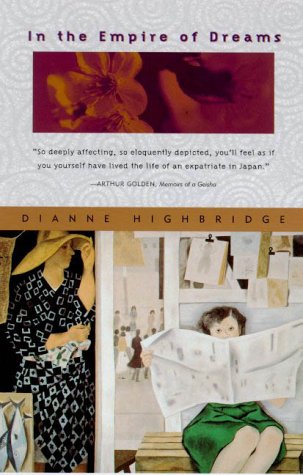 In the Empire of Dreams
"So deeply affecting, so eloquently depicted, you'll feel as if
you yourself have lived the life of an expatriate in Japan."
—ARTHUR GOLDEN, Memoirs of a Geisha
DIANNE HIGHBRIDGE